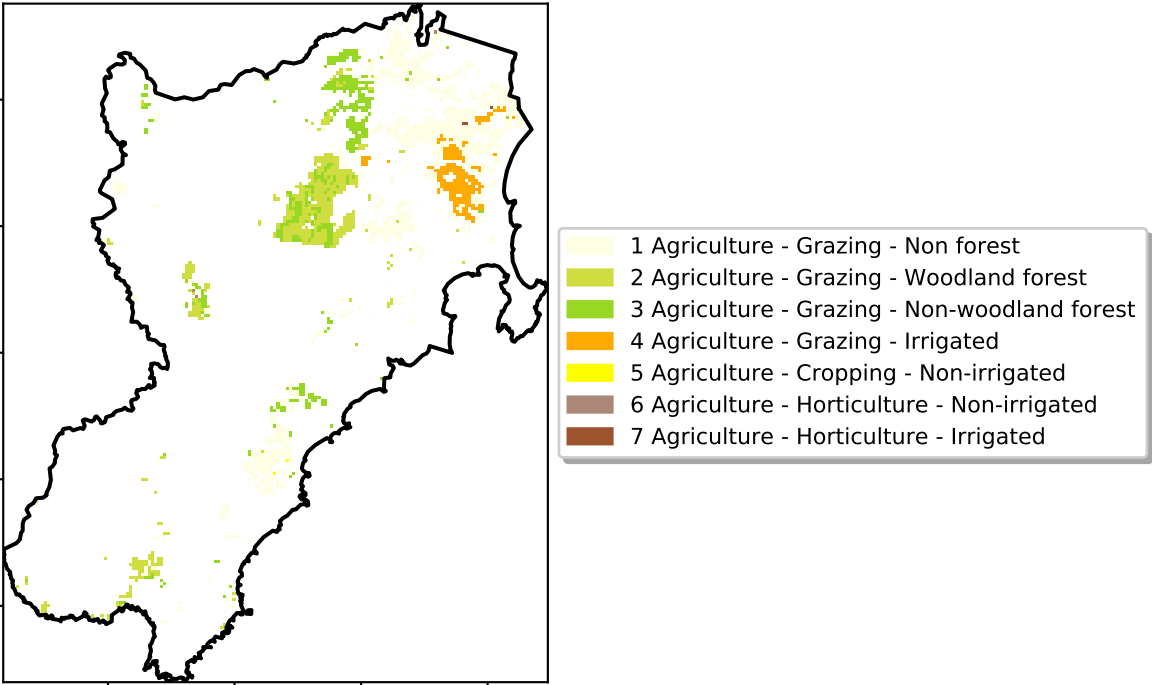 1 Agriculture - Grazing - Non forest
2 Agriculture - Grazing - Woodland forest
3 Agriculture - Grazing - Non-woodland forest
4 Agriculture - Grazing - Irrigated
5 Agriculture - Cropping - Non-irrigated
6 Agriculture - Horticulture - Non-irrigated
7 Agriculture - Horticulture - Irrigated